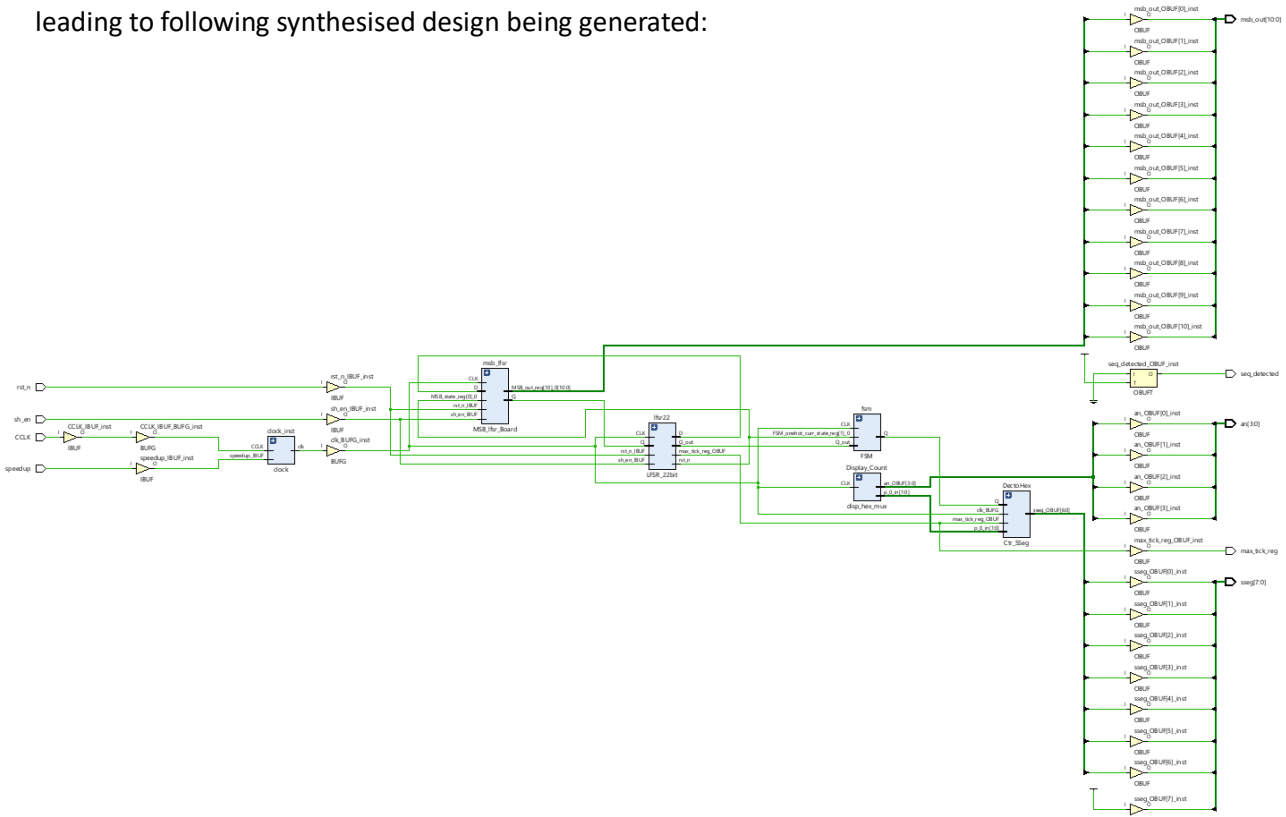 leading to following synthesised design being generated:
msb_out_OBUF[0]_inst
I
O
OBUF
msb_out[10:0]
msb_out_OBUF[1]_inst
I
O
OBUF
msb_out_OBUF[2]_inst
I
O
OBUF
msb_out_OBUF[3]_inst
I
O
OBUF
msb_out_OBUF[4]_inst
I
O
OBUF
msb_out_OBUF[5]_inst
I
O
OBUF
msb_out_OBUF[6]_inst
I
O
OBUF
msb_out_OBUF[7]_inst
I
O
OBUF
msb_out_OBUF[8]_inst
I
O
OBUF
msb_out_OBUF[9]_inst
I
O
OBUF
msb_out_OBUF[10]_inst
I
O
OBUF
seq_detected_OBUF_inst
I
O
T
OBUFT
seq_detected
rst_n
rst_n_IBUF_inst
I
O
IBUF
sh_en
sh_en_IBUF_inst
I
O
IBUF
CCLK
CCLK_IBUF_inst
I
O
IBUF
CCLK_IBUF_BUFG_inst
I
O
BUFG
speedup
speedup_IBUF_inst
I
O
IBUF
clock_inst
CCLK
speedup_IBUF
clk
clock
clk_BUFG_inst
I
O
BUFG
msb_lfsr
CLK
D
MSB_state_reg[0]_0
rst_n_IBUF
sh_en_IBUF
MSB_out_reg[10]_0[10:0]
Q
MSB_lfsr_Board
lfsr22
CLK
Q
rst_n_IBUF
sh_en_IBUF
D
Q_out
max_tick_reg_OBUF
rst_n
LFSR_22bit
fsm
CLK
FSM_onehot_curr_state_reg[1]_0
Q_out
Q
FSM
Display_Count
CLK
an_OBUF[3:0]
p_0_in[1:0]
disp_hex_mux
DectoHex
Q
clk_BUFG
max_tick_reg_OBUF
p_0_in[1:0]
sseg_OBUF[6:0]
Ctr_SSeg
an_OBUF[0]_inst
I
O
OBUF
an[3:0]
an_OBUF[1]_inst
I
O
OBUF
an_OBUF[2]_inst
I
O
OBUF
an_OBUF[3]_inst
I
O
OBUF
max_tick_reg_OBUF_inst
I
O
OBUF
max_tick_reg
sseg_OBUF[0]_inst
I
O
OBUF
sseg[7:0]
sseg_OBUF[1]_inst
I
O
OBUF
sseg_OBUF[2]_inst
I
O
OBUF
sseg_OBUF[3]_inst
I
O
OBUF
sseg_OBUF[4]_inst
I
O
OBUF
sseg_OBUF[5]_inst
I
O
OBUF
sseg_OBUF[6]_inst
I
O
OBUF
sseg_OBUF[7]_inst
I
O